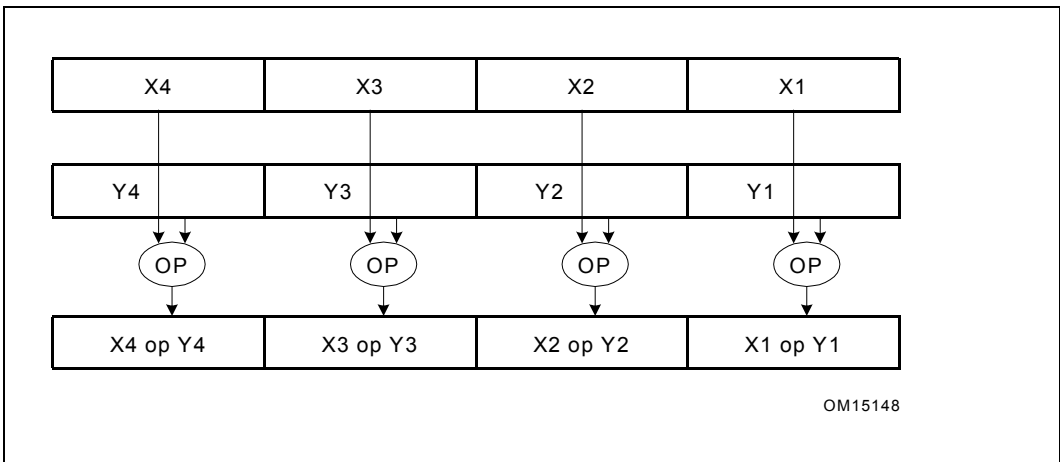 X4 X3 X2 X1
Y4 Y3 Y2 Y1
OP OP OP OP
X4 op Y4 X3 op Y3 X2 op Y2 X1 op Y1
OM15148